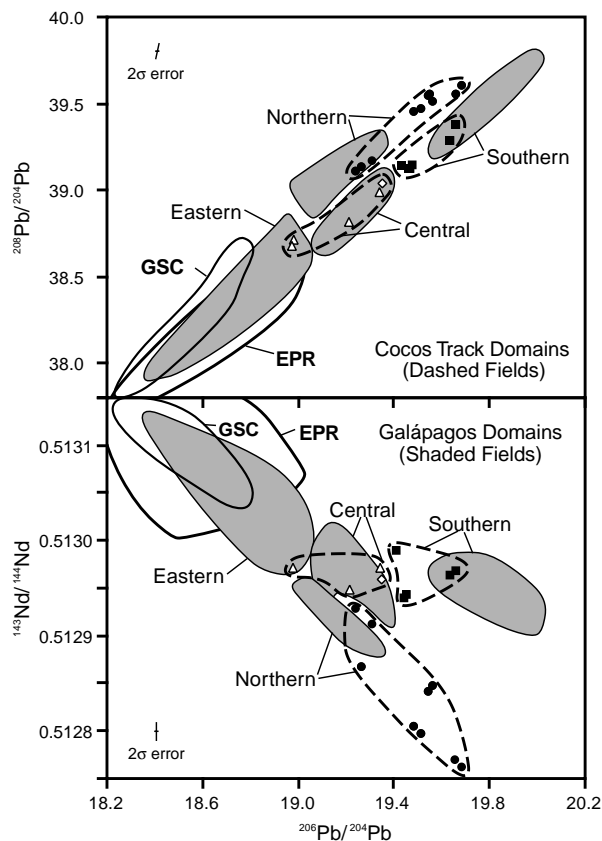 40.0
2σ error
39.5
Northern
Southern
39.0
208Pb/204Pb
Eastern
Central
38.5
GSC
EPR
Cocos Track Domains
(Dashed Fields)
38.0
GSC
EPR
Galápagos Domains
(Shaded Fields)
0.5131
Central
Southern
0.5130
Eastern
143Nd/144Nd
0.5129
Northern
0.5128
2σ error
18.2 18.6 19.0 19.4 19.8 20.2
206Pb/204Pb